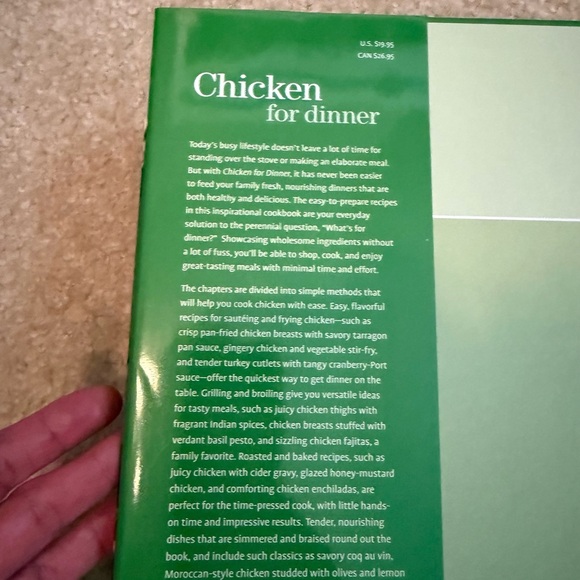 U.S. $19.95
CAN $26.95
Chicken
for dinner
Today's busy lifestyle doesn't leave a lot of time for
standing over the stove or making an elaborate meal.
But with Chicken for Dinner, it has never been easier
to feed your family fresh, nourishing dinners that are
both healthy and delicious. The easy-to-prepare recipes
in this inspirational cookbook are your everyday
solution to the perennial question, "What's for
dinner?" Showcasing wholesome ingredients without
a lot of fuss, you'll be able to shop, cook, and enjoy
great-tasting meals with minimal time and effort.
The chapters are divided into simple methods that
will help you cook chicken with ease. Easy, flavorful
recipes for sautéing and frying chicken—such as
crisp pan-fried chicken breasts with savory tarragon
pan sauce, gingery chicken and vegetable stir-fry,
and tender turkey cutlets with tangy cranberry-Port
sauce—offer the quickest way to get dinner on the
table. Grilling and broiling give you versatile ideas
for tasty meals, such as juicy chicken thighs with
fragrant Indian spices, chicken breasts stuffed with
verdant basil pesto, and sizzling chicken fajitas, a
family favorite. Roasted and baked recipes, such as
juicy chicken with cider gravy, glazed honey-mustard
chicken, and comforting chicken enchiladas, are
perfect for the time-pressed cook, with little hands-
on time and impressive results. Tender, nourishing
dishes that are simmered and braised round out the
book, and include such classics as savory coq au vin,
Moroccan-style chicken studded with olives and lemon